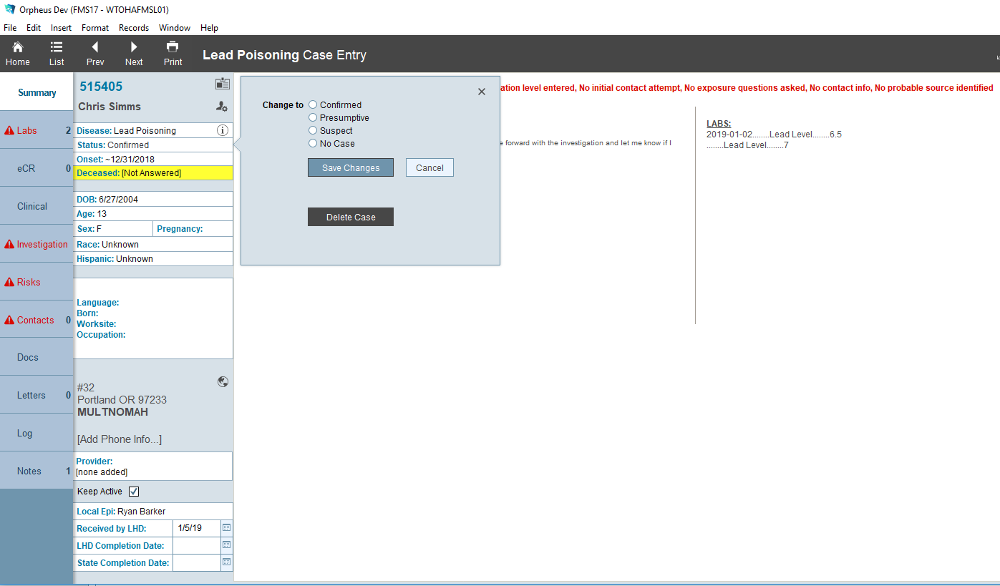 Orpheus Dev (FMS17 - WTOHAFMSL01)
File Edit Insert Format Records Window Help
Home List Prev Next Print
Lead Poisoning Case Entry
Summary
Labs 2
eCR 0
Clinical
Investigation
Risks
Contacts 0
Docs
Letters 0
Log
Notes 1
515405
Chris Simms
Disease: Lead Poisoning
Status: Confirmed
Onset: ~12/31/2018
Deceased: [Not Answered]
DOB: 6/27/2004
Age: 13
Sex: F Pregnancy:
Race: Unknown
Hispanic: Unknown
Language:
Born:
Worksite:
Occupation:
#32
Portland OR 97233
MULTNOMAH
[Add Phone Info...]
Provider:
[none added]
Keep Active
Local Epi: Ryan Barker
Received by LHD: 1/5/19
LHD Completion Date:
State Completion Date:
Change to Confirmed
Presumptive
Suspect
No Case
Save Changes Cancel
Delete Case
ation level entered, No initial contact attempt, No exposure questions asked, No contact info, No probable source identified
e forward with the investigation and let me know if I
LABS:
2019-01-02........Lead Level........6.5
........Lead Level........7